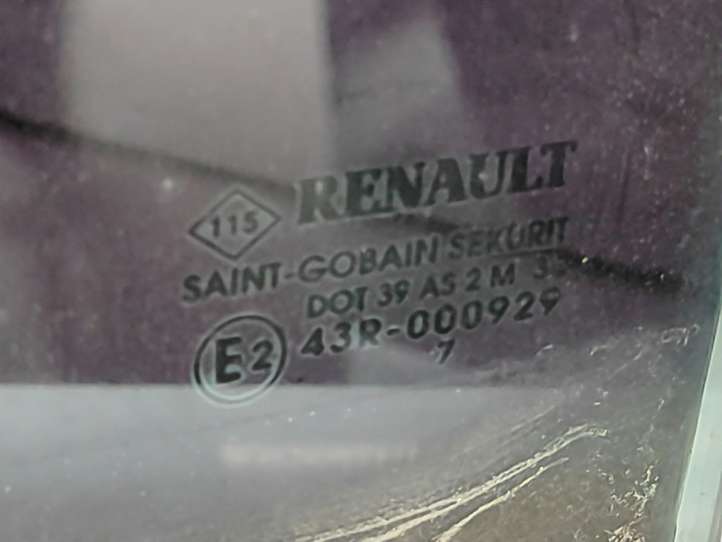 RENAULT
115
SAINT-GOBAIN SEKURIT
DOT 39 AS 2 M
E2 43R-000929
7